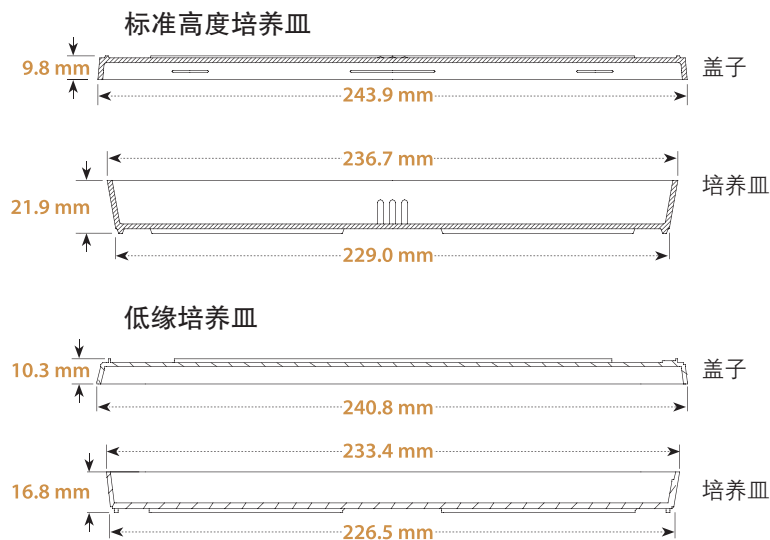 标准高度培养皿
9.8 mm
盖子
243.9 mm
236.7 mm
培养皿
21.9 mm
229.0 mm
低缘培养皿
10.3 mm
盖子
240.8 mm
233.4 mm
16.8 mm
培养皿
226.5 mm